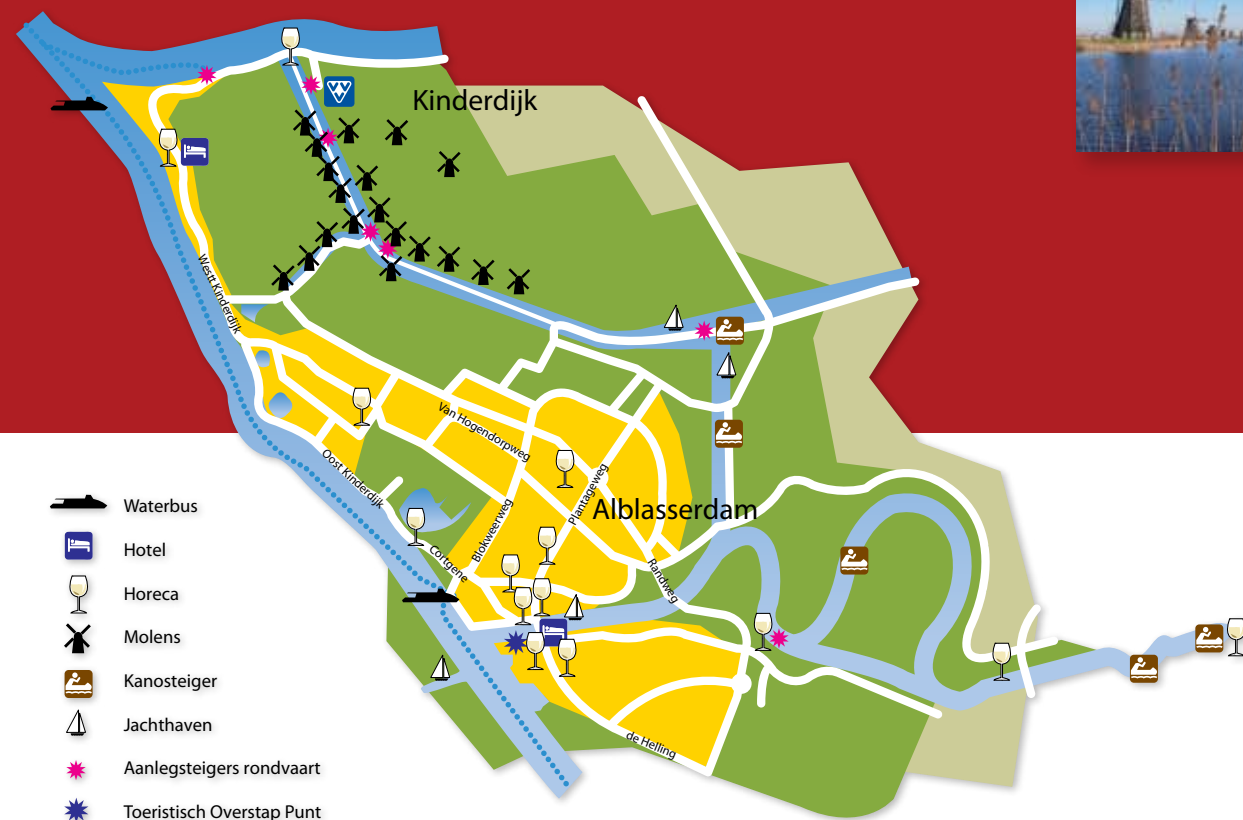 Kinderdijk
Westt Kinderdijk
Van Hogendorpweg
Oost Kinderdijk
Plantageweg
Alblasserdam
Blokweerweg
Cortgene
Randweg
de Helling
Waterbus
Hotel
Horeca
Molens
Kanosteiger
Jachthaven
Aanlegsteigers rondvaart
Toeristisch Overstap Punt